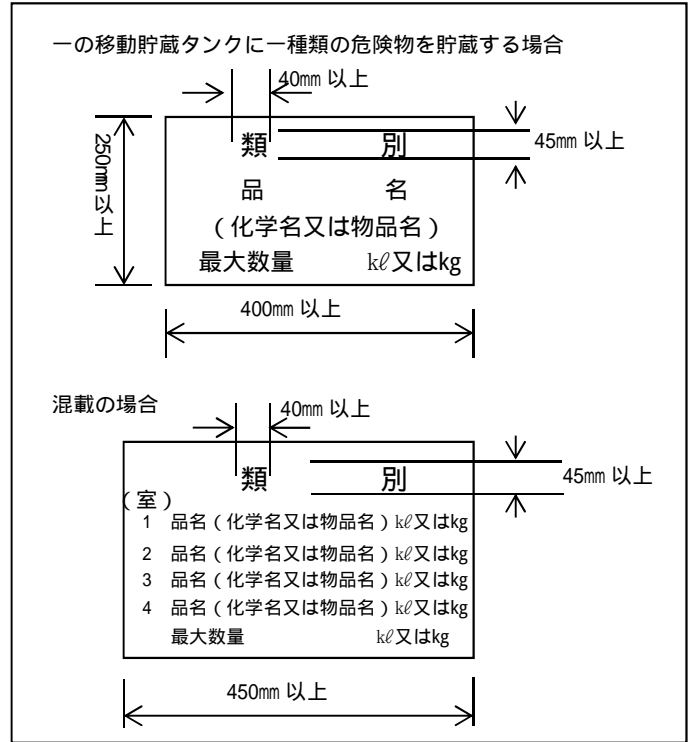 一の移動貯蔵タンクに一種類の危険物を貯蔵する場合
40㎜ 以上
250㎜以上
45㎜ 以上
類 別
品 名
(化学名又は物品名)
最大数量 kℓ又はkg
400㎜ 以上
混載の場合
40㎜ 以上
45㎜ 以上
類 別
(室)
1 品名(化学名又は物品名)kℓ又はkg
2 品名(化学名又は物品名)kℓ又はkg
3 品名(化学名又は物品名)kℓ又はkg
4 品名(化学名又は物品名)kℓ又はkg
最大数量 kℓ又はkg
450㎜ 以上